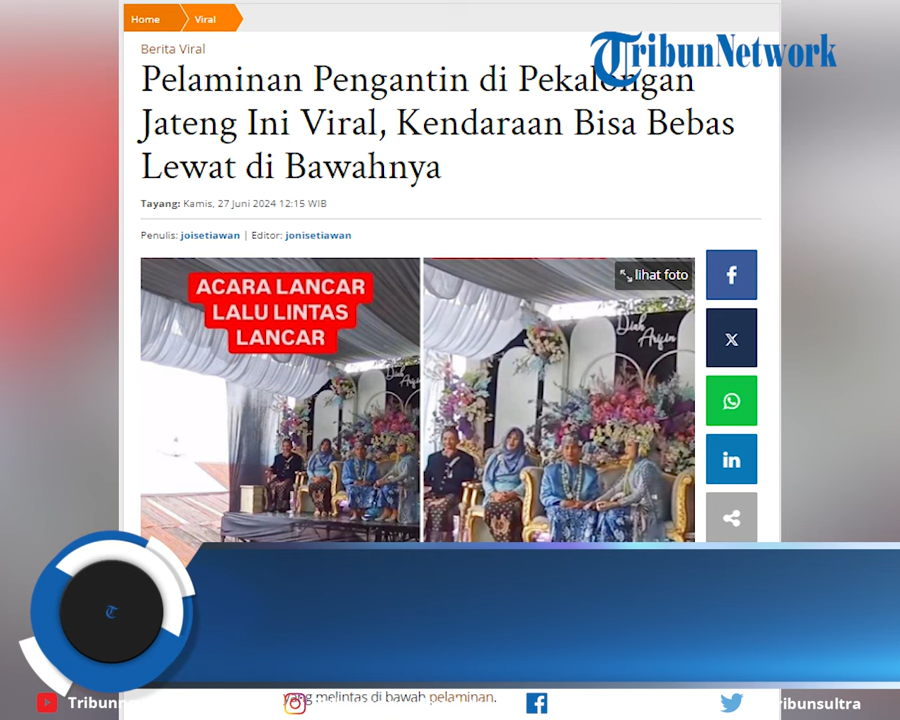 Home
Viral
TribunNetwork
Berita Viral
Pelaminan Pengantin di Pekalongan
Jateng Ini Viral, Kendaraan Bisa Bebas
Lewat di Bawahnya
Tayang: Kamis, 27 Juni 2024 12:15 WIB
Penulis: joisetiawan | Editor: jonisetiawan
ACARA LANCAR
LALU LINTAS
LANCAR
lihat foto
Diah
Aripin
yang melintas di bawah pelaminan.